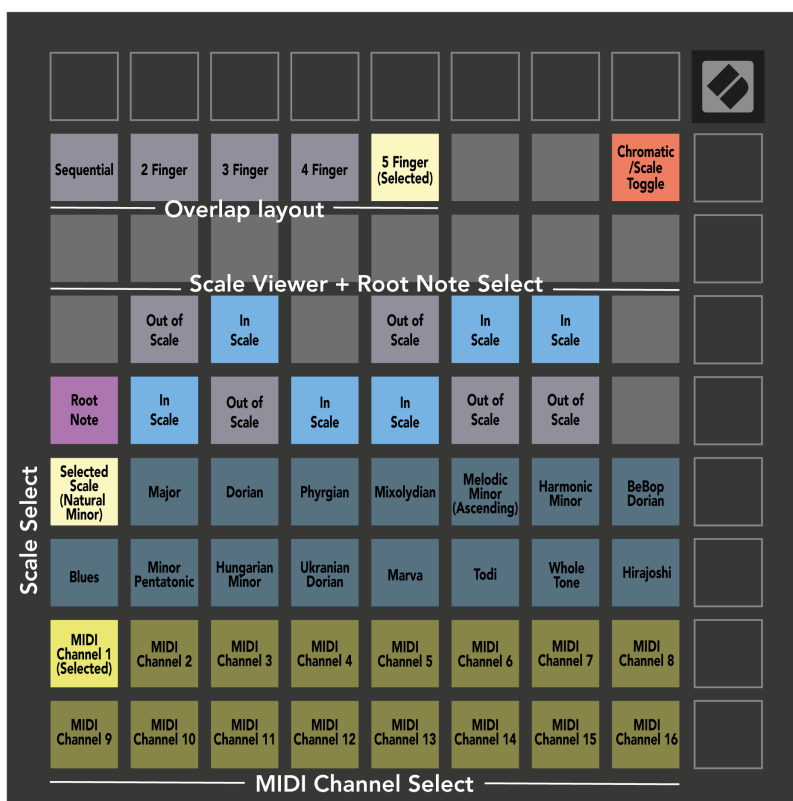 Sequential
2 Finger
3 Finger
4 Finger
5 Finger
(Selected)
Chromatic
/Scale
Toggle
Overlap layout
Scale Viewer + Root Note Select
Out of
Scale
In
Scale
Out of
Scale
In
Scale
In
Scale
Root
Note
In
Scale
Out of
Scale
In
Scale
In
Scale
Out of
Scale
Out of
Scale
Scale Select
Selected
Scale
(Natural
Minor)
Major
Dorian
Phyrgian
Mixolydian
Melodic
Minor
(Ascending)
Harmonic
Minor
BeBop
Dorian
Blues
Minor
Pentatonic
Hungarian
Minor
Ukranian
Dorian
Marva
Todi
Whole
Tone
Hirajoshi
MIDI
Channel 1
(Selected)
MIDI
Channel 2
MIDI
Channel 3
MIDI
Channel 4
MIDI
Channel 5
MIDI
Channel 6
MIDI
Channel 7
MIDI
Channel 8
MIDI
Channel 9
MIDI
Channel 10
MIDI
Channel 11
MIDI
Channel 12
MIDI
Channel 13
MIDI
Channel 14
MIDI
Channel 15
MIDI
Channel 16
MIDI Channel Select